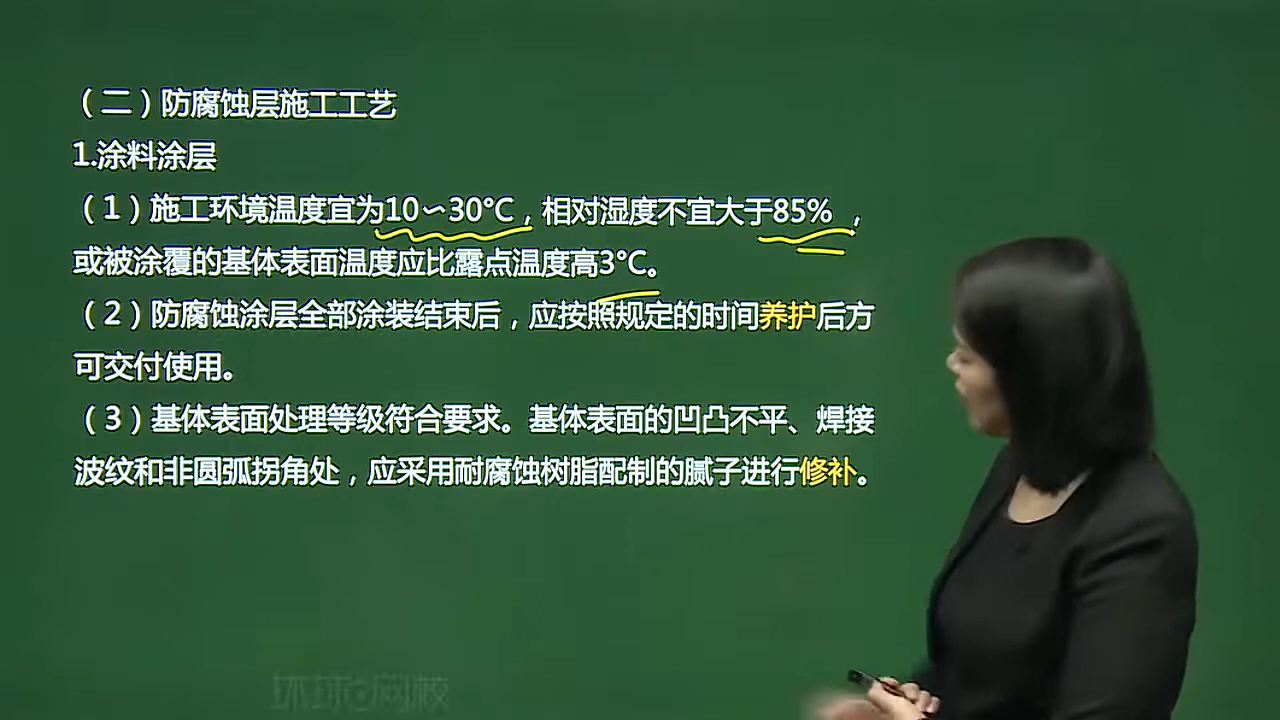 （二）防腐蚀层施工工艺
1.涂料涂层
（1）施工环境温度宜为10～30℃，相对湿度不宜大于85%，
或被涂覆的基体表面温度应比露点温度高3℃。
（2）防腐蚀涂层全部涂装结束后，应按照规定的时间养护后方
可交付使用。
（3）基体表面处理等级符合要求。基体表面的凹凸不平、焊接
波纹和非圆弧拐角处，应采用耐腐蚀树脂配制的腻子进行修补。
环球网校